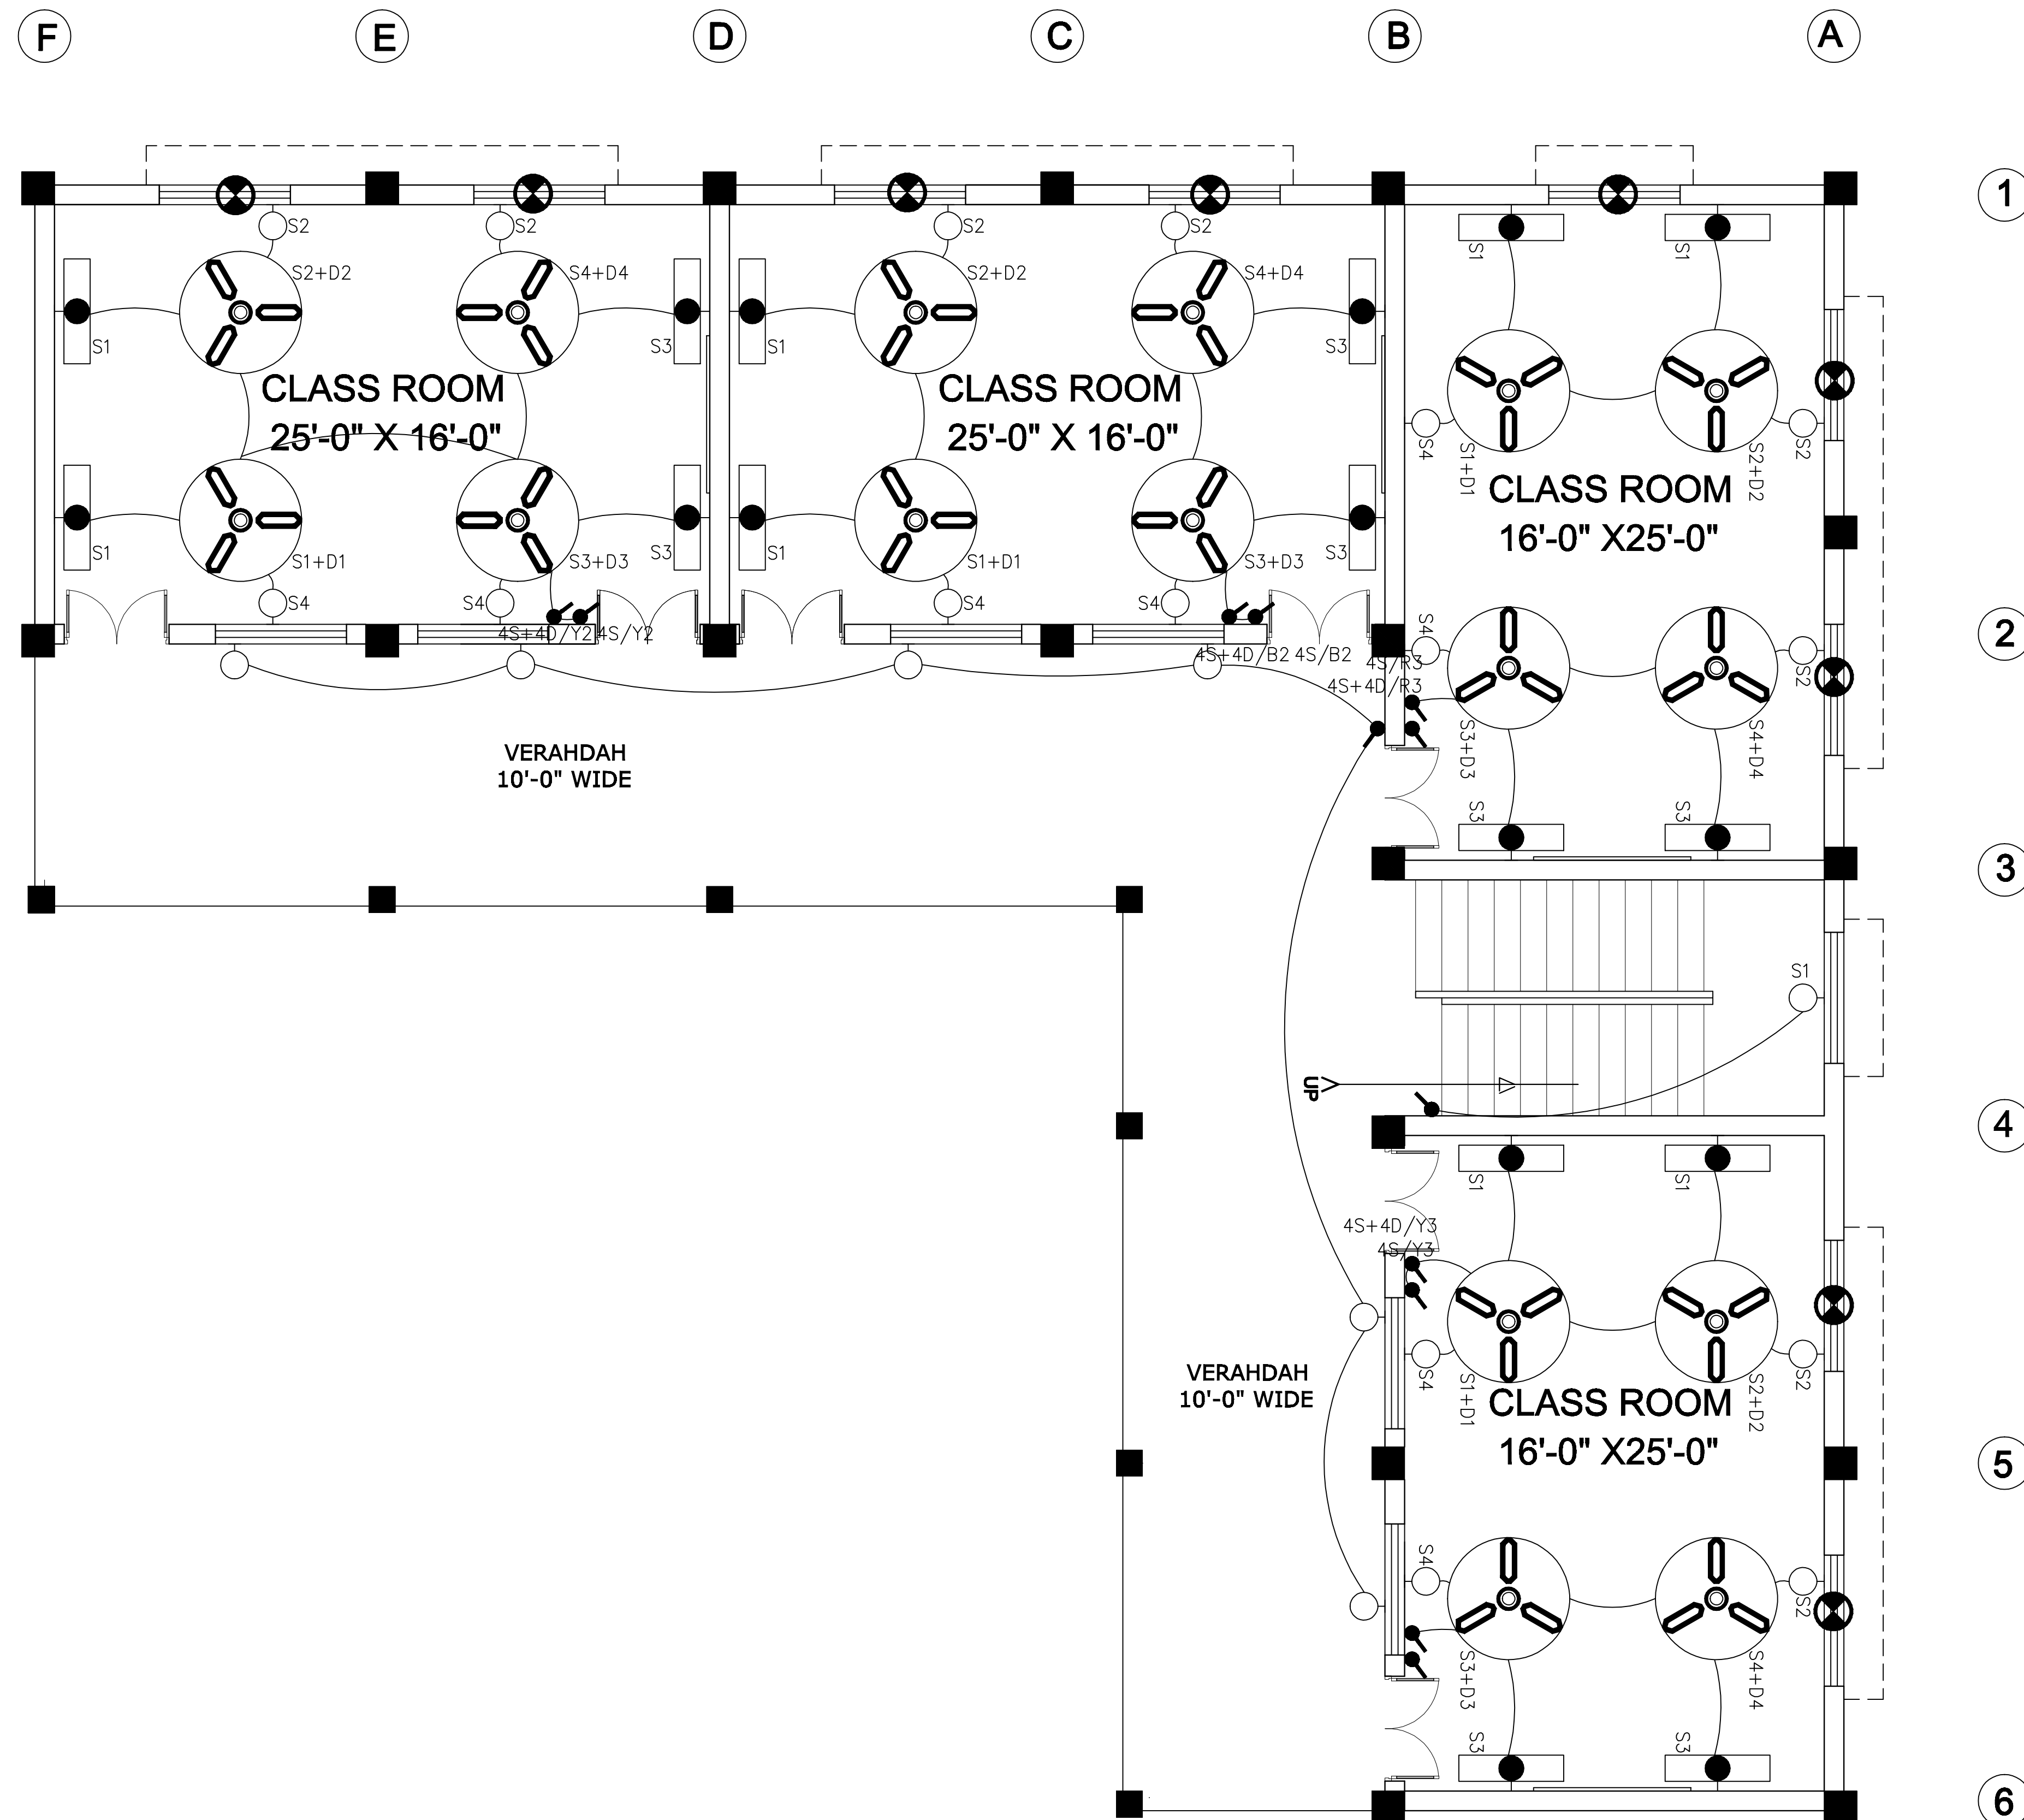 F E D C B A
1
S2 S2 S2 S2
S1 S1
S2+D2 S4+D4 S2+D2 S4+D4
S1 S3 S1 S3
CLASS ROOM CLASS ROOM
25'-0" X 16'-0" 25'-0" X 16'-0"
S4 S1+D1 S2+D2 S2
CLASS ROOM
16'-0" X25'-0"
S1 S3 S1 S3
S1+D1 S3+D3 S1+D1 S3+D3
S4 S4 S4 S4
4S+4D/Y2 4S/Y2
S4
2
4S+4D/B2 4S/B2 4S/R3
4S+4D/R3
S2
S3+D3 S4+D4
VERAHDAH
10'-0" WIDE
S3 S3
3
S1
UP
4
S1 S1
4S+4D/Y3
4S/Y3
S4 S1+D1 S2+D2 S2
VERAHDAH
10'-0" WIDE
CLASS ROOM
16'-0" X25'-0"
5
S4
S2
S3+D3 S4+D4
S3 S3
6